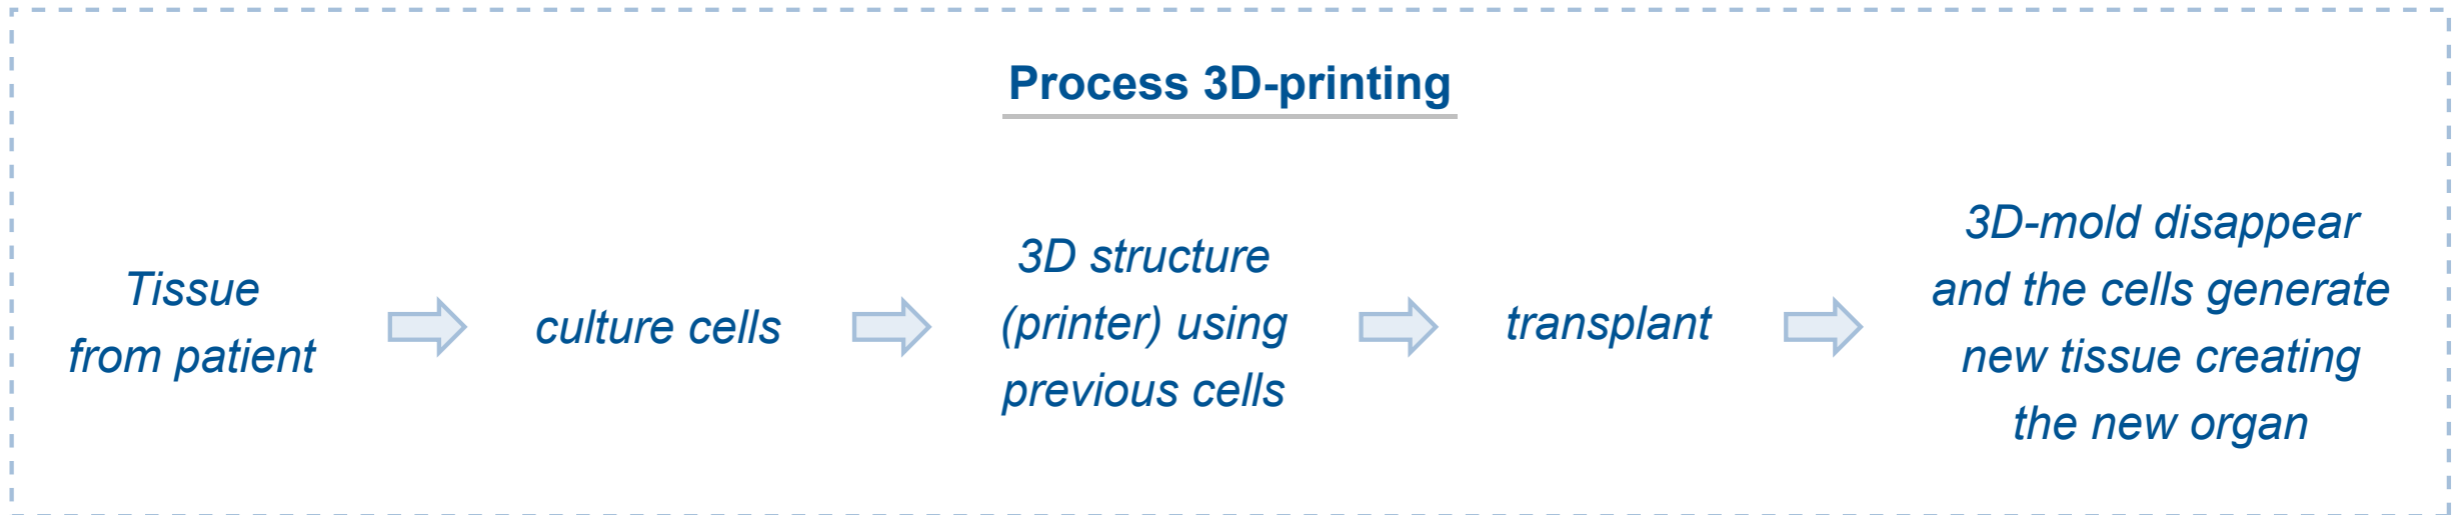 Process 3D-printing
Tissue
from patient
culture cells
3D structure
(printer) using
previous cells
transplant
3D-mold disappear
and the cells generate
new tissue creating
the new organ